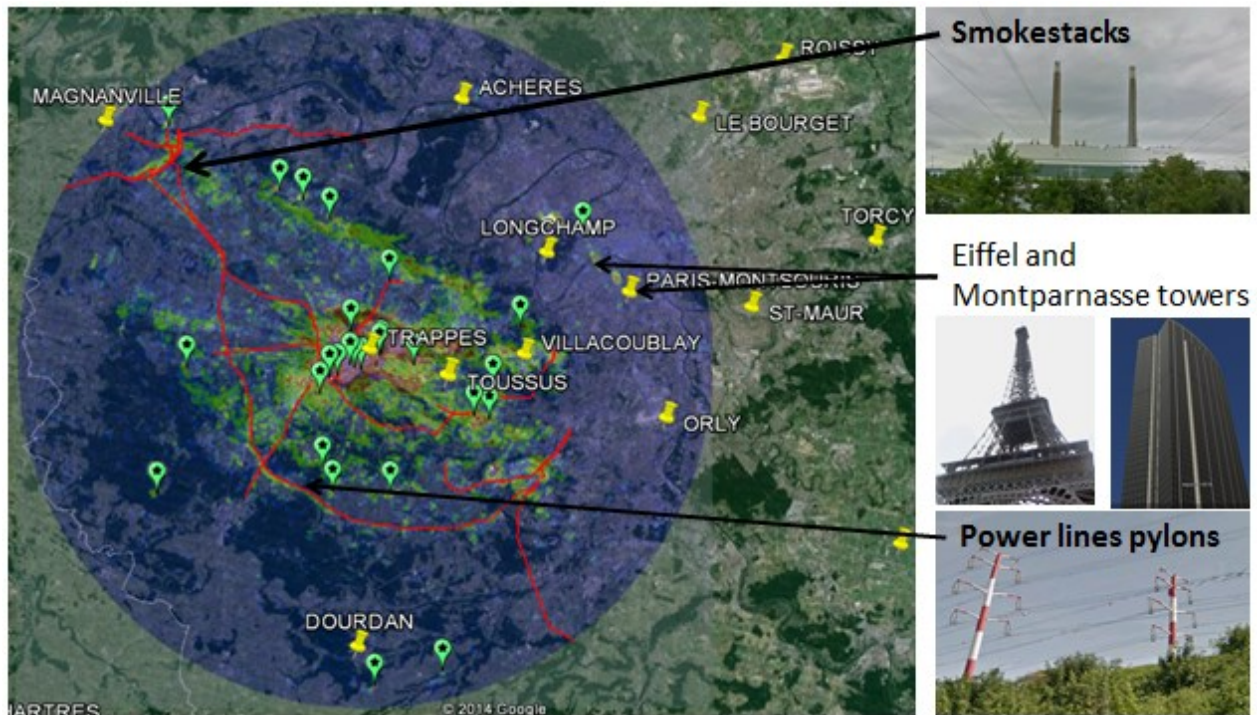 Smokestacks
ROISSY
MAGNANVILLE
ACHERES
LE BOURGET
TORCY
LONGCHAMP
PARIS-MONTSOURIS
ST-MAUR
Eiffel and
Montparnasse towers
TRAPPES
VILLACOUBLAY
TOUSSUS
ORLY
Power lines pylons
DOURDAN
HARTRES
© 2014 Google